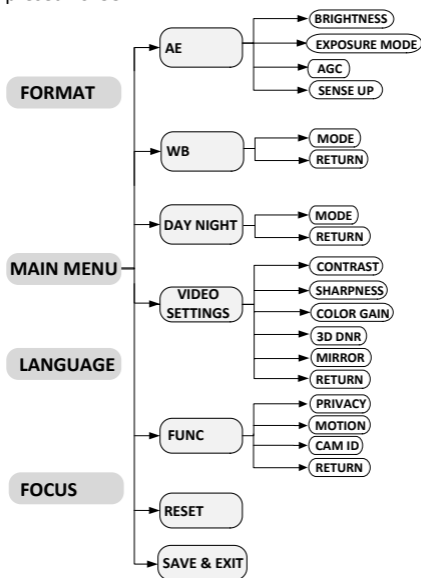 FORMAT
MAIN MENU
LANGUAGE
FOCUS
AE
BRIGHTNESS
EXPOSURE MODE
AGC
SENSE UP
WB
MODE
RETURN
DAY NIGHT
MODE
RETURN
VIDEO
SETTINGS
CONTRAST
SHARPNESS
COLOR GAIN
3D DNR
MIRROR
RETURN
FUNC
PRIVACY
MOTION
CAM ID
RETURN
RESET
SAVE & EXIT